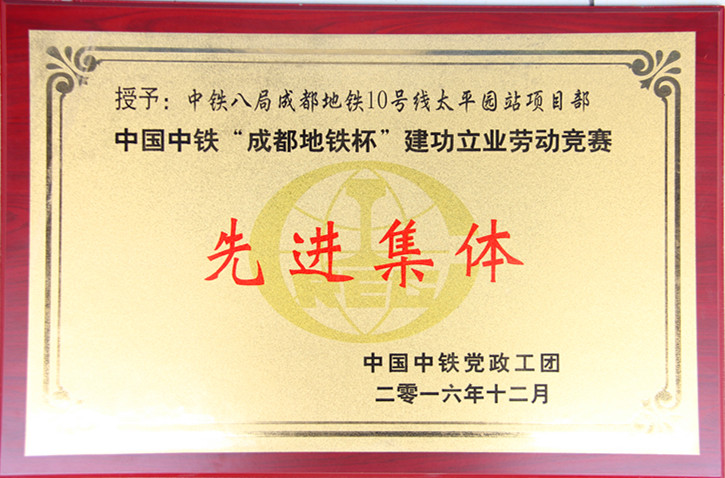 授予：中铁八局成都地铁10号线太平园站项目部
中国中铁“成都地铁杯”建功立业劳动竞赛
先进集体
中国中铁党政工团
二零一六年十二月